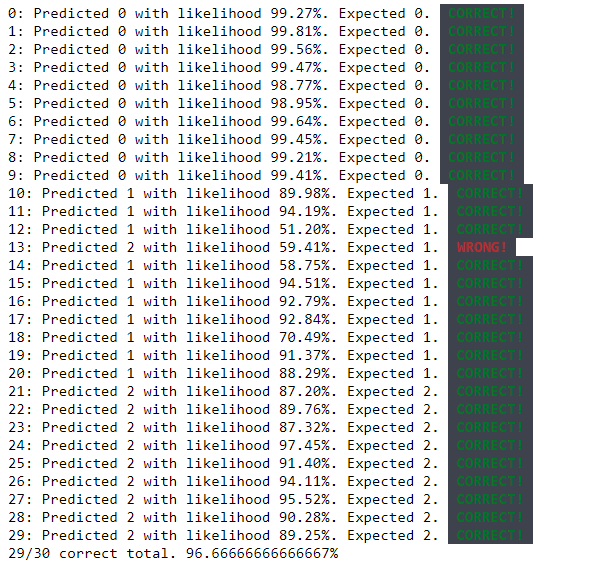 0: Predicted 0 with likelihood 99.27%. Expected 0. CORRECT!
1: Predicted 0 with likelihood 99.81%. Expected 0. CORRECT!
2: Predicted 0 with likelihood 99.56%. Expected 0. CORRECT!
3: Predicted 0 with likelihood 99.47%. Expected 0. CORRECT!
4: Predicted 0 with likelihood 98.77%. Expected 0. CORRECT!
5: Predicted 0 with likelihood 98.95%. Expected 0. CORRECT!
6: Predicted 0 with likelihood 99.64%. Expected 0. CORRECT!
7: Predicted 0 with likelihood 99.45%. Expected 0. CORRECT!
8: Predicted 0 with likelihood 99.21%. Expected 0. CORRECT!
9: Predicted 0 with likelihood 99.41%. Expected 0. CORRECT!
10: Predicted 1 with likelihood 89.98%. Expected 1. CORRECT!
11: Predicted 1 with likelihood 94.19%. Expected 1. CORRECT!
12: Predicted 1 with likelihood 51.20%. Expected 1. CORRECT!
13: Predicted 2 with likelihood 59.41%. Expected 1. WRONG!
14: Predicted 1 with likelihood 58.75%. Expected 1. CORRECT!
15: Predicted 1 with likelihood 94.51%. Expected 1. CORRECT!
16: Predicted 1 with likelihood 92.79%. Expected 1. CORRECT!
17: Predicted 1 with likelihood 92.84%. Expected 1. CORRECT!
18: Predicted 1 with likelihood 70.49%. Expected 1. CORRECT!
19: Predicted 1 with likelihood 91.37%. Expected 1. CORRECT!
20: Predicted 1 with likelihood 88.29%. Expected 1. CORRECT!
21: Predicted 2 with likelihood 87.20%. Expected 2. CORRECT!
22: Predicted 2 with likelihood 89.76%. Expected 2. CORRECT!
23: Predicted 2 with likelihood 87.32%. Expected 2. CORRECT!
24: Predicted 2 with likelihood 97.45%. Expected 2. CORRECT!
25: Predicted 2 with likelihood 91.40%. Expected 2. CORRECT!
26: Predicted 2 with likelihood 94.11%. Expected 2. CORRECT!
27: Predicted 2 with likelihood 95.52%. Expected 2. CORRECT!
28: Predicted 2 with likelihood 90.28%. Expected 2. CORRECT!
29: Predicted 2 with likelihood 89.25%. Expected 2. CORRECT!
29/30 correct total. 96.66666666666667%